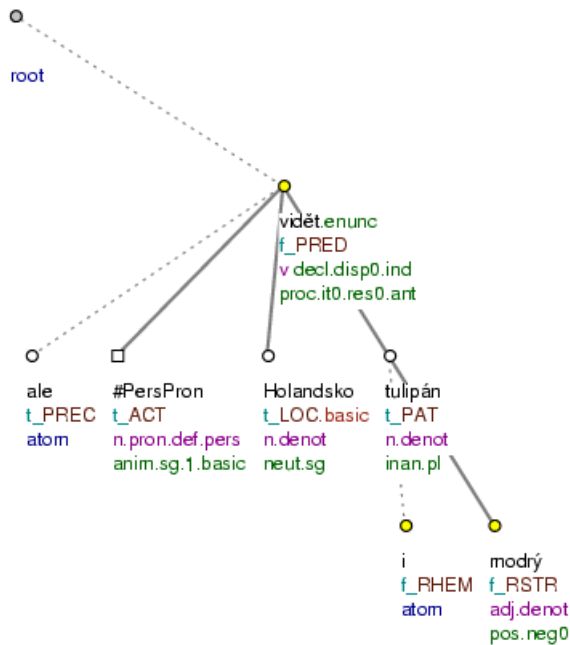 root
vidět.enunc
f_PRED
v decl.disp0.ind
proc.it0.res0.ant
ale
t_PREC
atom
#PersPron
t_ACT
n.pron.def.pers
anim.sg.1.basic
Holandsko
t_LOC.basic
n.denot
neut.sg
tulipán
t_PAT
n.denot
inan.pl
i
f_RHEM
atom
modrý
f_RSTR
adj.denot
pos.neg0